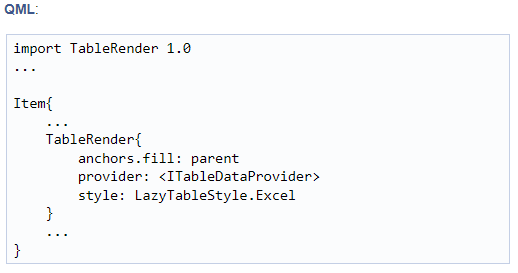 QML:
import TableRender 1.0
...
Item{
    ...
    TableRender{
        anchors.fill: parent
        provider: <ITableDataProvider>
        style: LazyTableStyle.Excel
    }
    ...
}